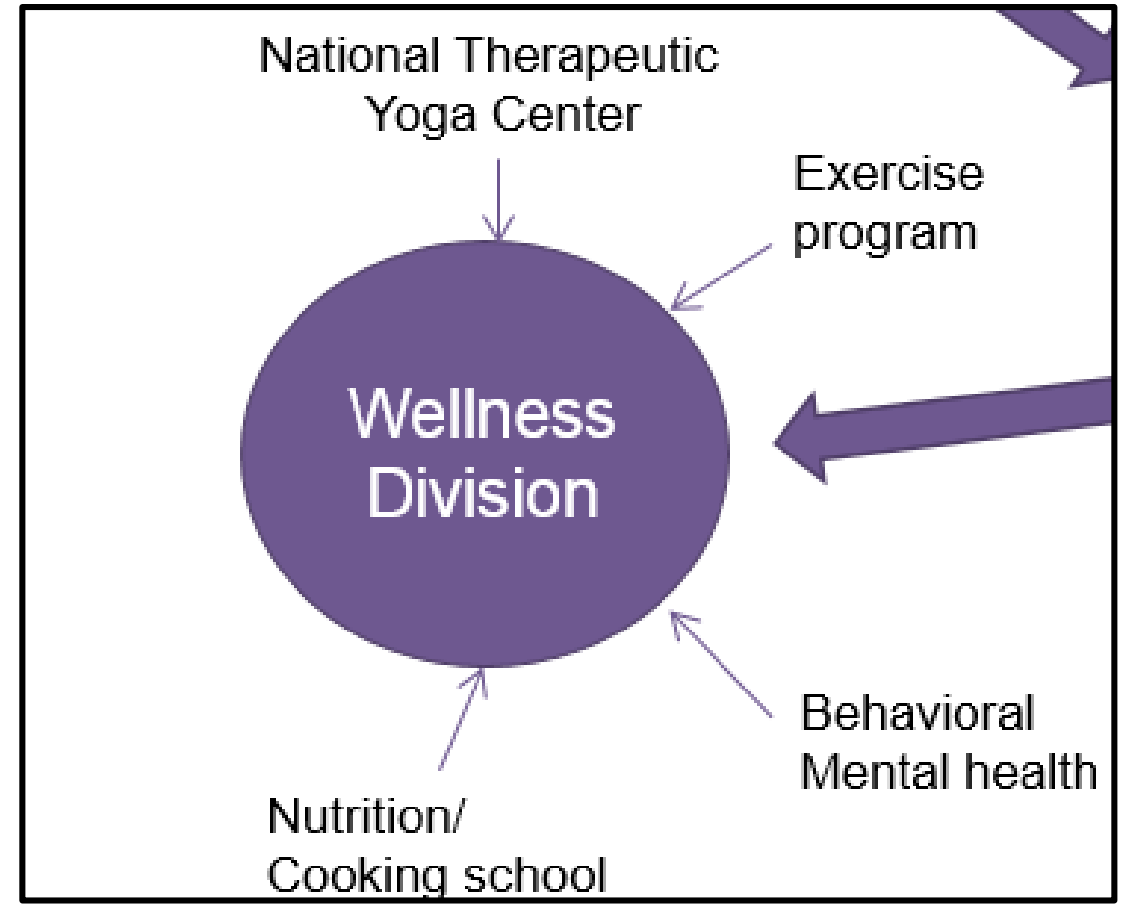 National Therapeutic
Yoga Center
Exercise
program
Wellness
Division
Behavioral
Mental health
Nutrition/
Cooking school